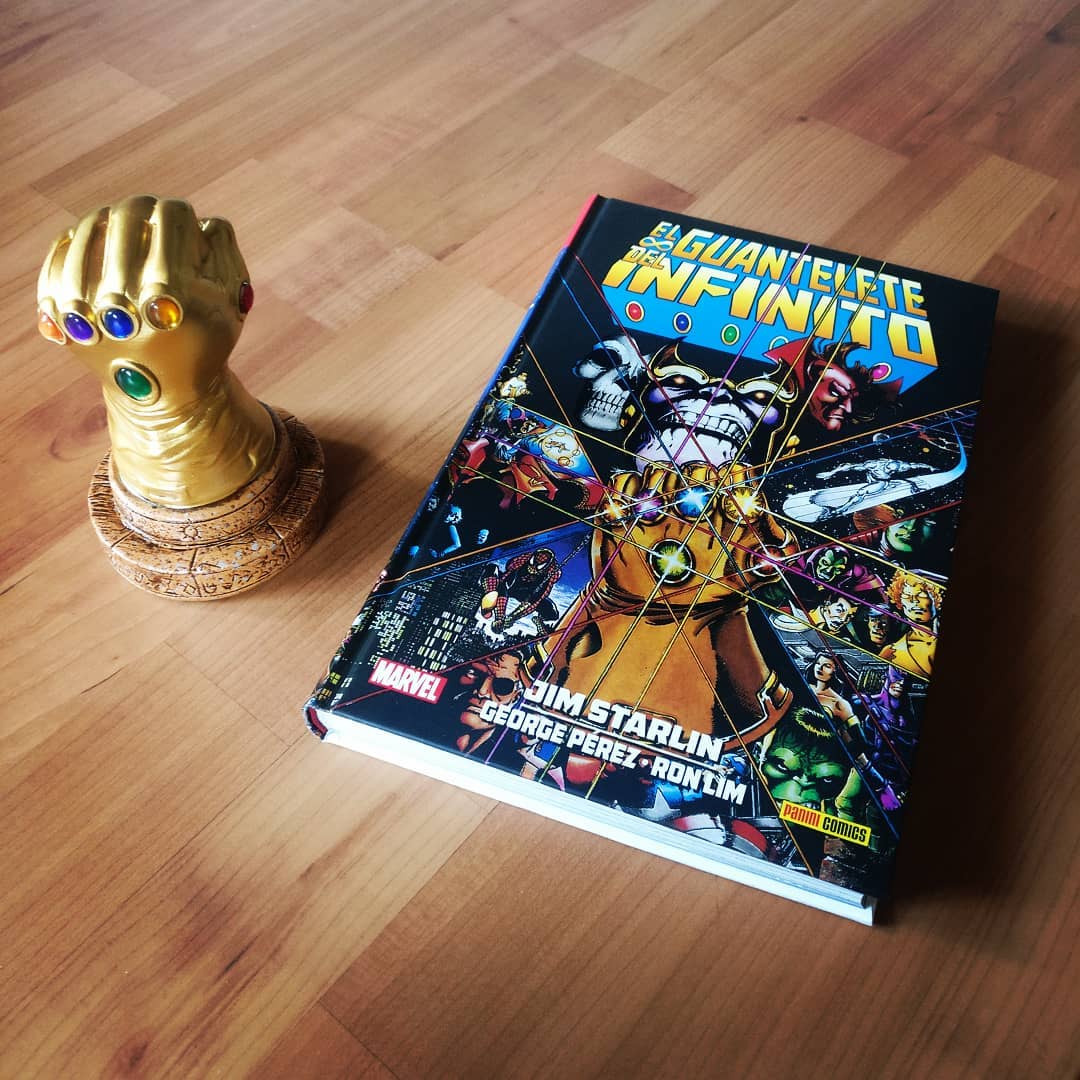 EL GUANTELETE
DEL INFINITO
MARVEL
JIM STARLIN
GEORGE PÉREZ • RON LIM
PANINI COMICS